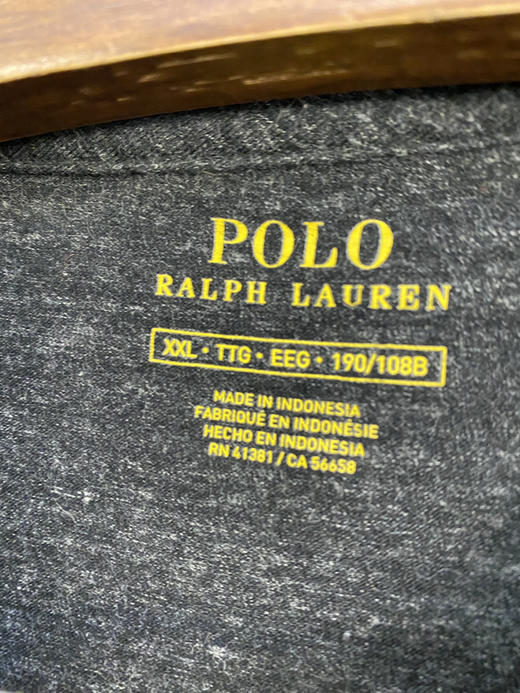 POLO
RALPH LAUREN
XXL • TTG • EEG • 190/108B
MADE IN INDONESIA
FABRIQUÉ EN INDONÉSIE
HECHO EN INDONESIA
RN 41381 / CA 56658